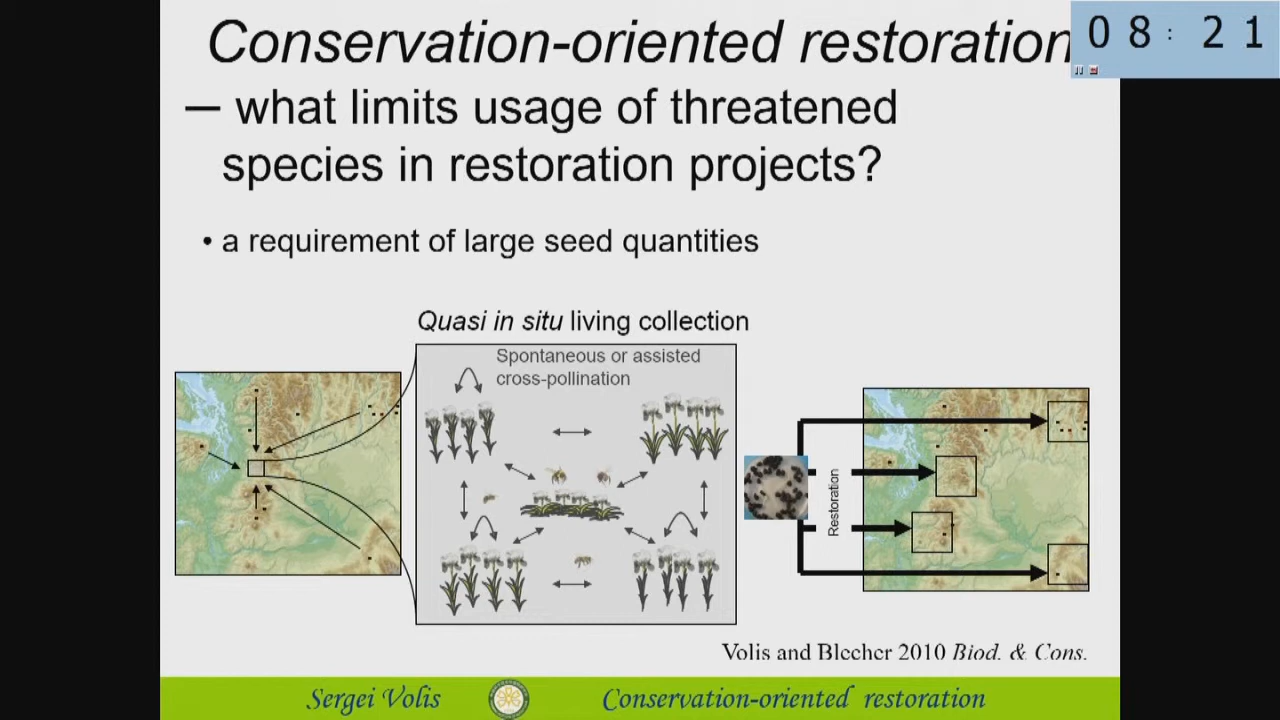 Conservation-oriented restoration
08: 21
— what limits usage of threatened
species in restoration projects?
• a requirement of large seed quantities
Quasi in situ living collection
Spontaneous or assisted
cross-pollination
Restoration
Volis and Blecher 2010 Biod. & Cons.
Sergei Volis
Conservation-oriented restoration